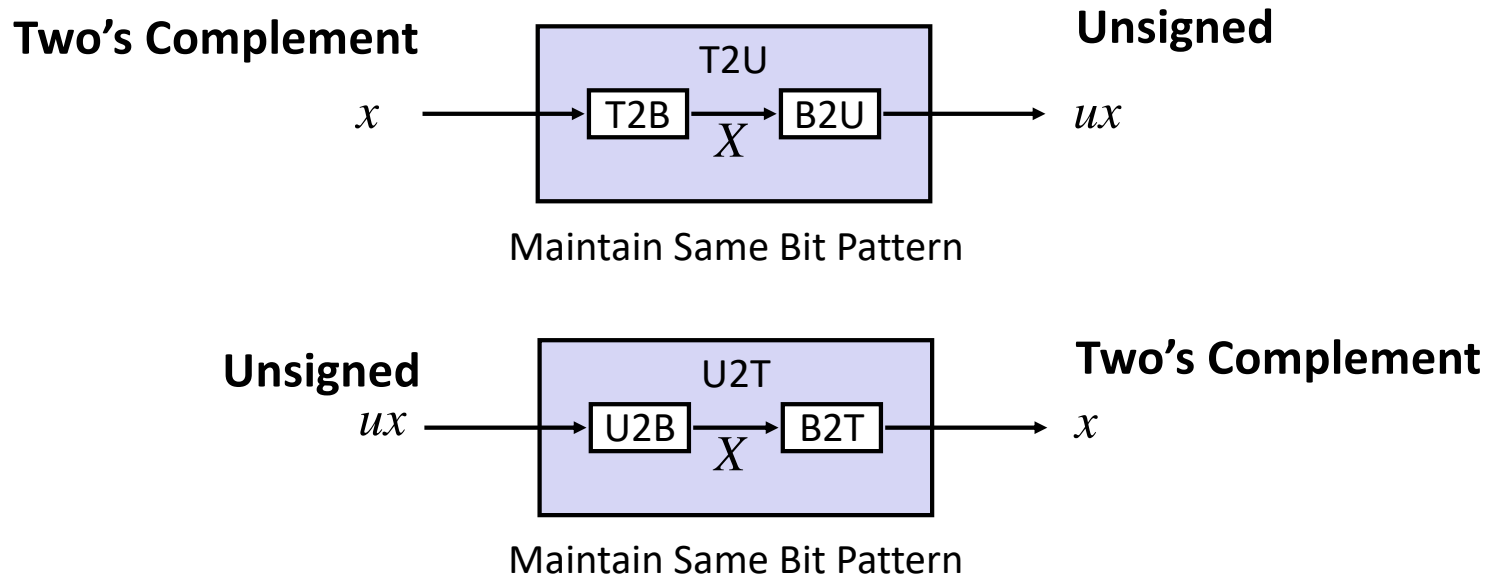 Two’s Complement
Unsigned
T2U
x
T2B
X
B2U
ux
Maintain Same Bit Pattern
Unsigned
Two’s Complement
U2T
ux
U2B
X
B2T
x
Maintain Same Bit Pattern